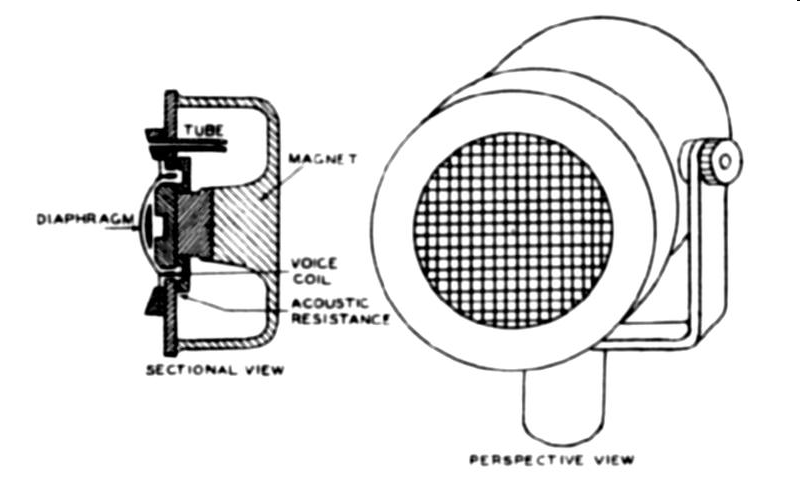 TUBE
MAGNET
DIAPHRAGM
VOICE
COIL
ACOUSTIC
RESISTANCE
SECTIONAL VIEW
PERSPECTIVE VIEW